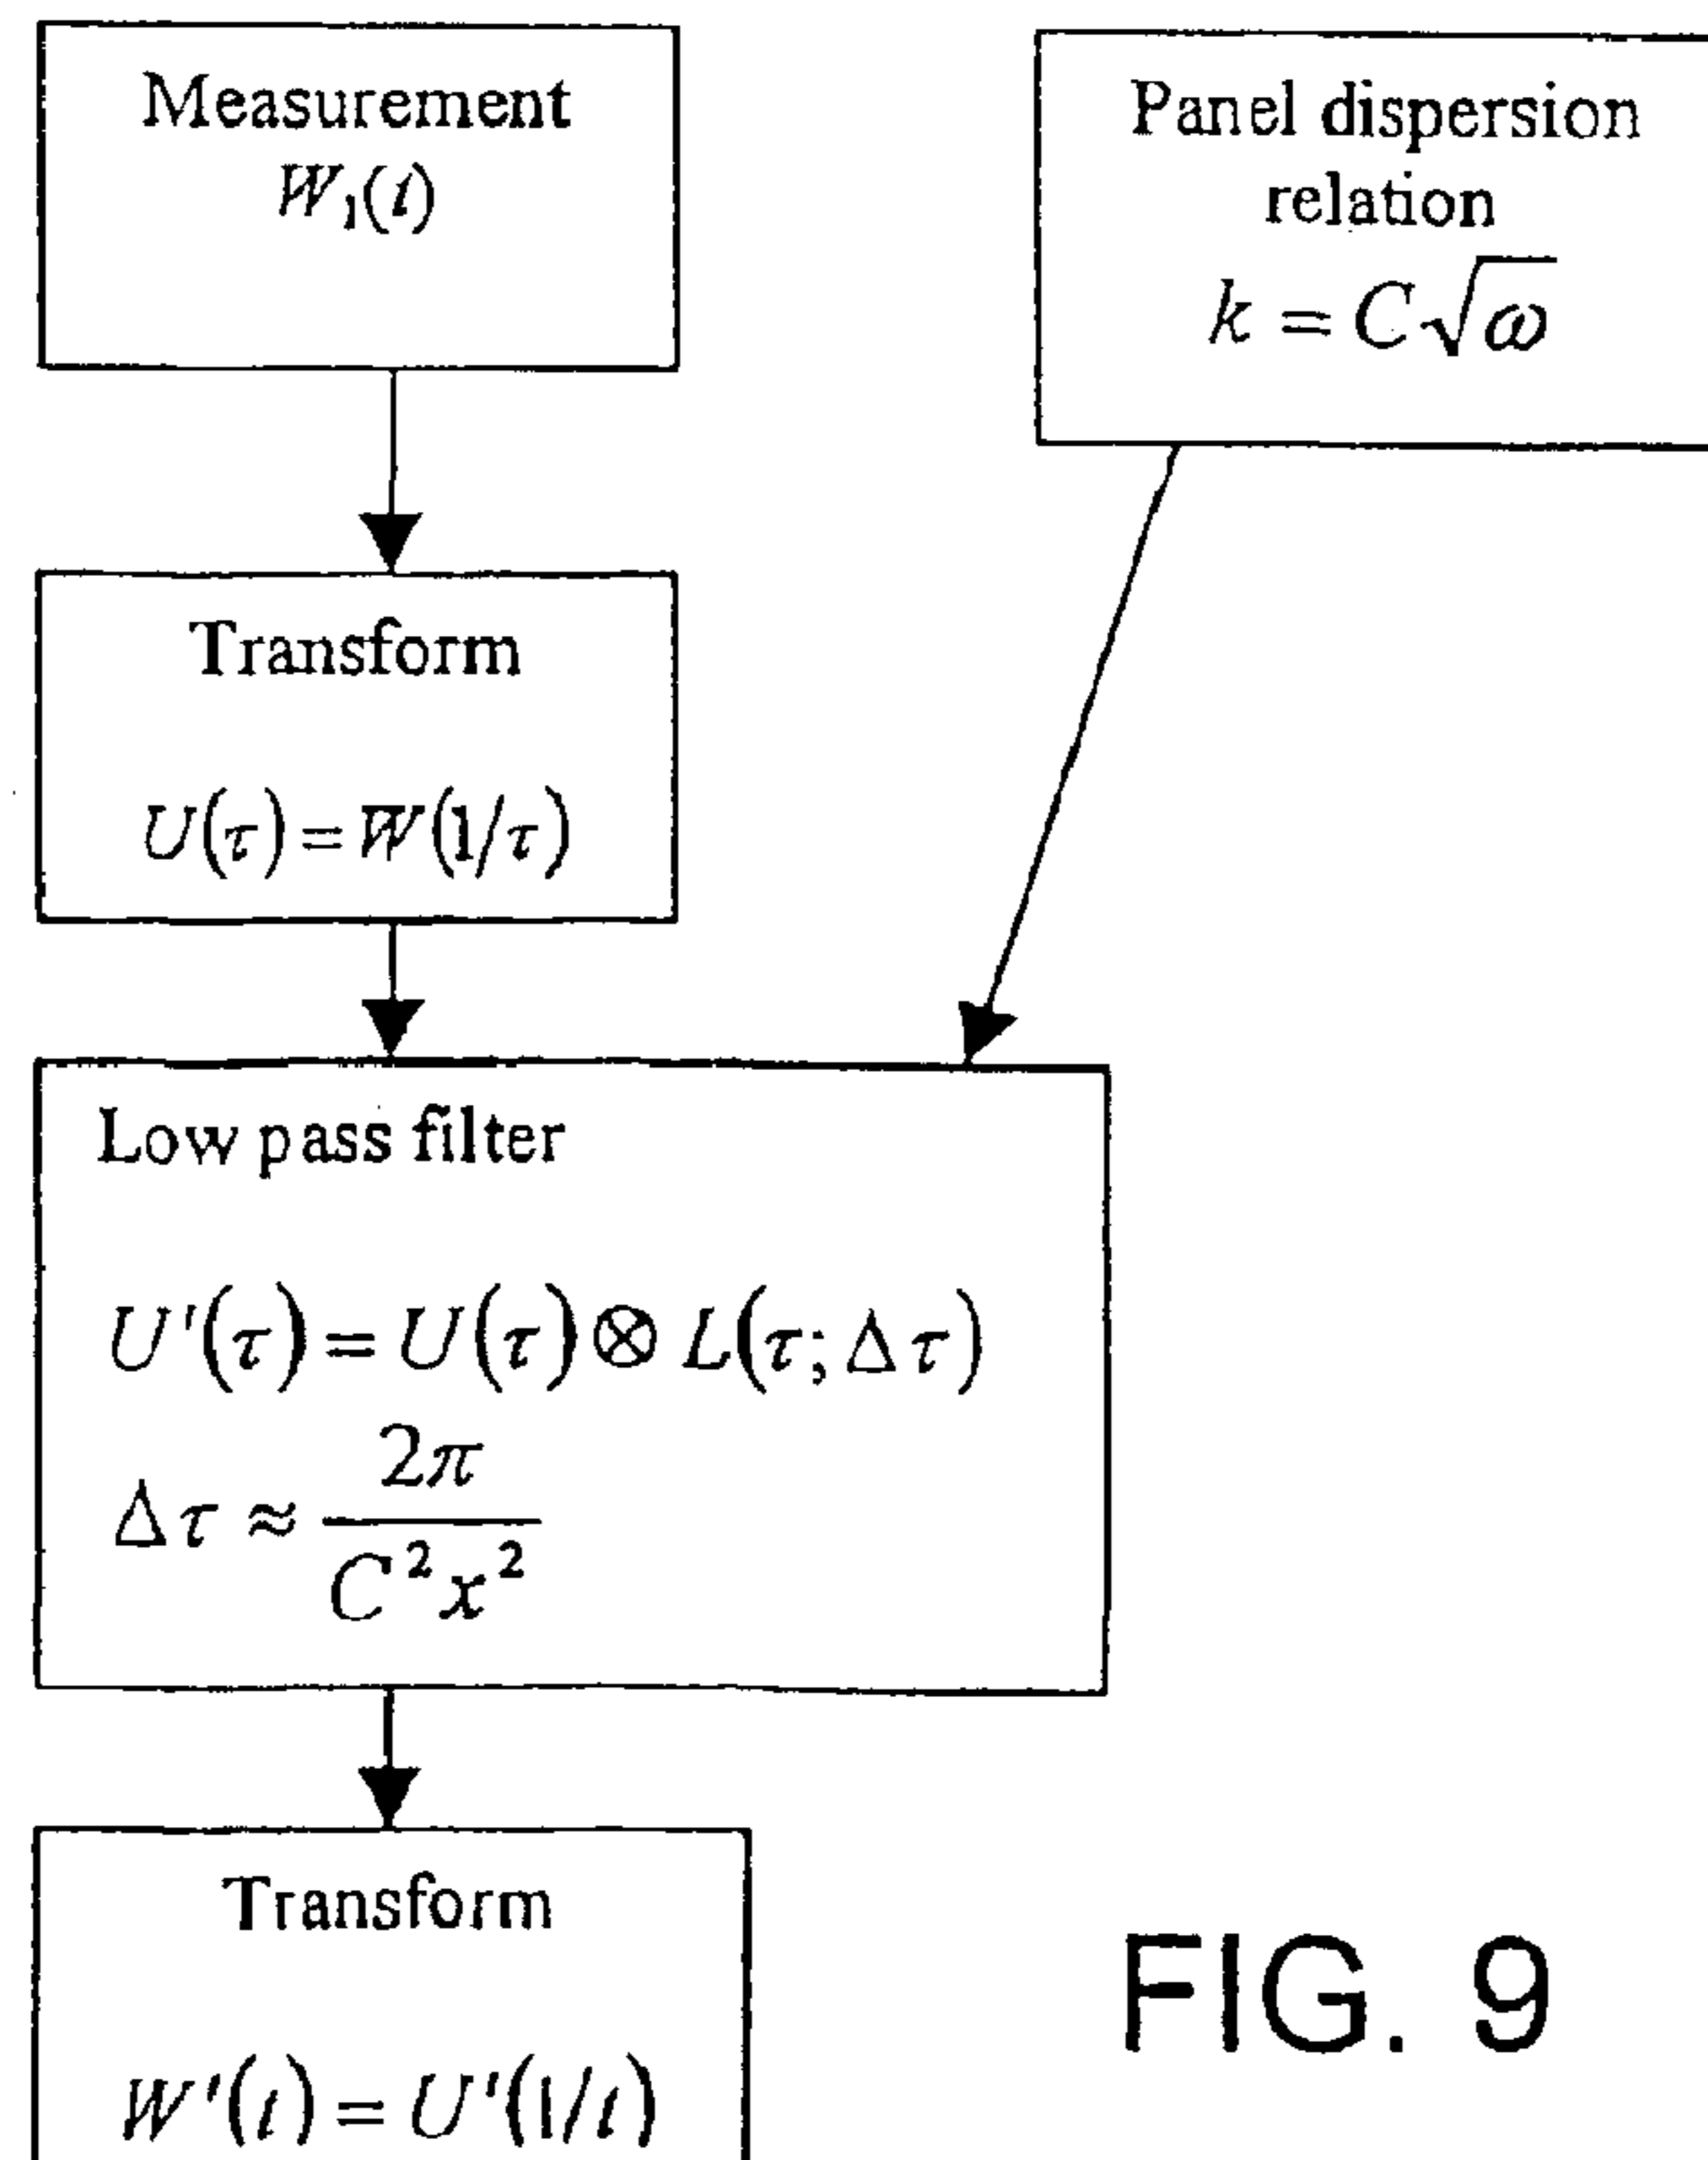 Measurement
W₁(t)
Panel dispersion
relation
k = C√ω
Transform
U(τ) = W(1/τ)
Low pass filter
U'(τ) = U(τ) ⊗ L(τ; Δτ)
Δτ ≈ 2π / C²x²
Transform
W'(t) = U'(1/t)
FIG. 9